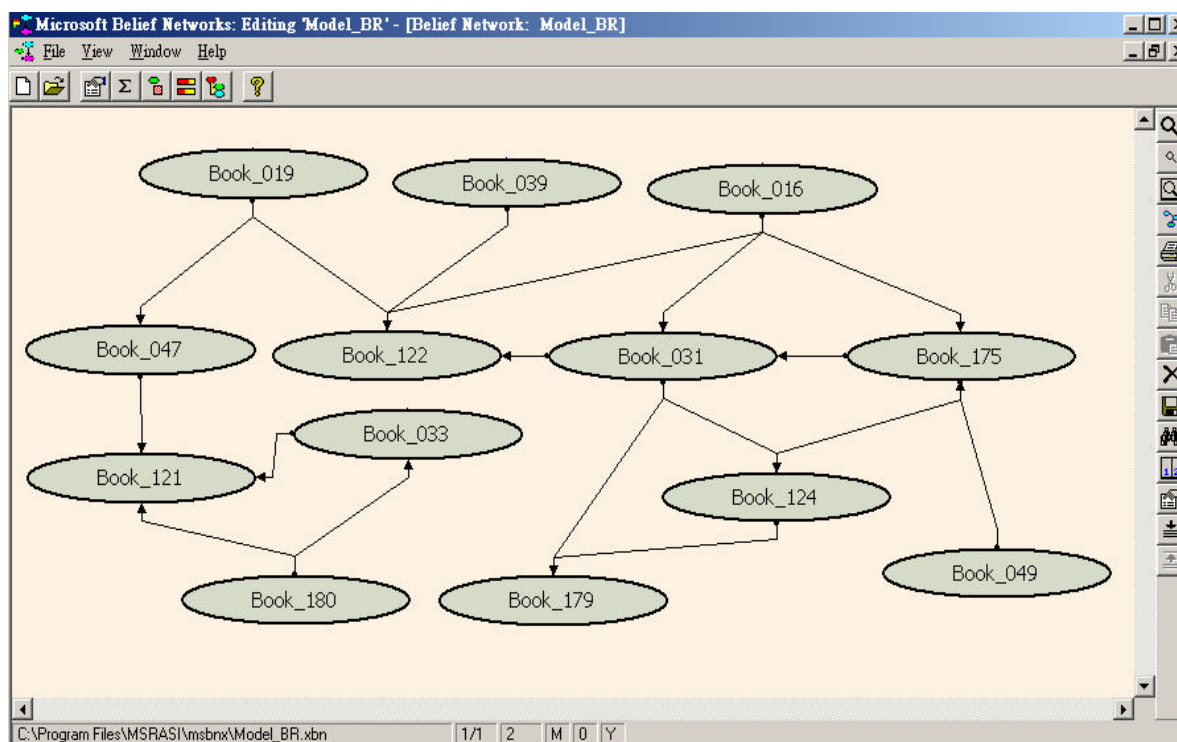 Microsoft Belief Networks: Editing 'Model_BR' - [Belief Network: Model_BR]
File View Window Help
Σ ?
Book_019 Book_039 Book_016
Book_047 Book_122 Book_031 Book_175
Book_033
Book_121
Book_124
Book_180 Book_179 Book_049
C:\Program Files\MSRASI\msbnx\Model_BR.xbn 1/1 2 M 0 Y